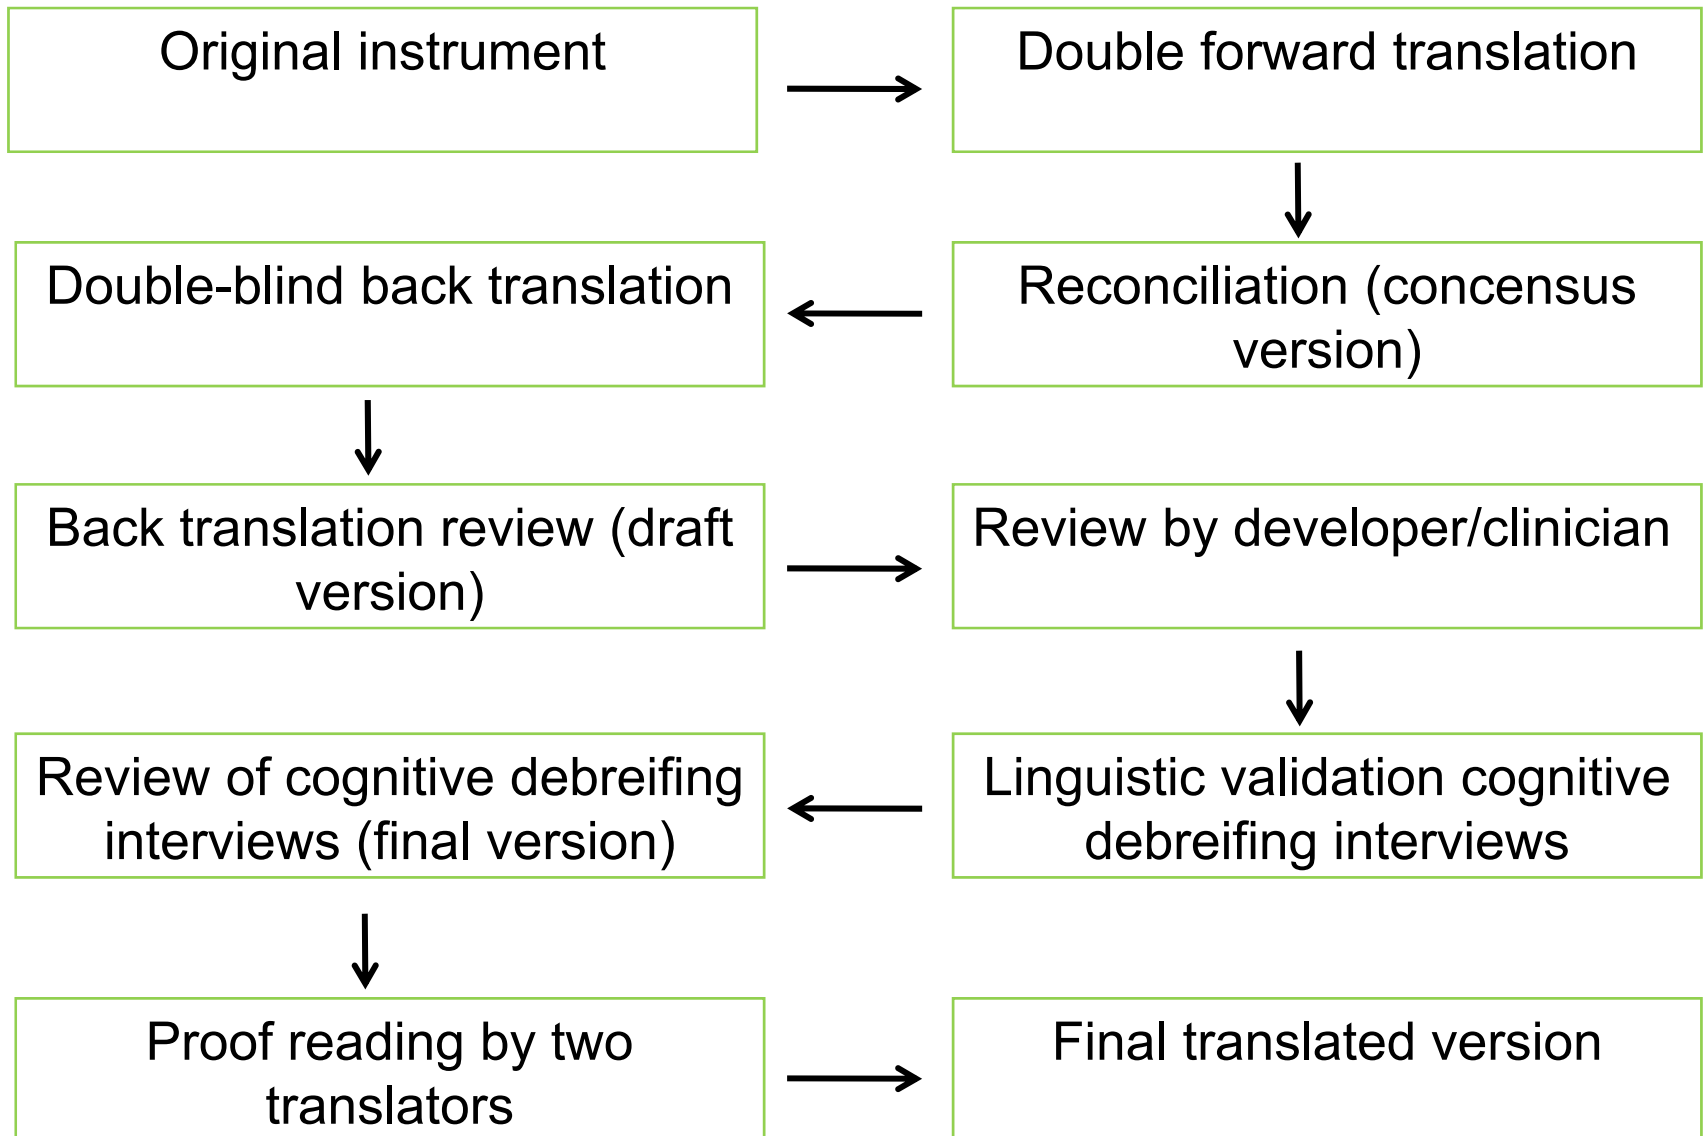 Original instrument
Double forward translation
Reconciliation (concensus
version)
Double-blind back translation
Back translation review (draft
version)
Review by developer/clinician
Linguistic validation cognitive
debreifing interviews
Review of cognitive debreifing
interviews (final version)
Proof reading by two
translators
Final translated version